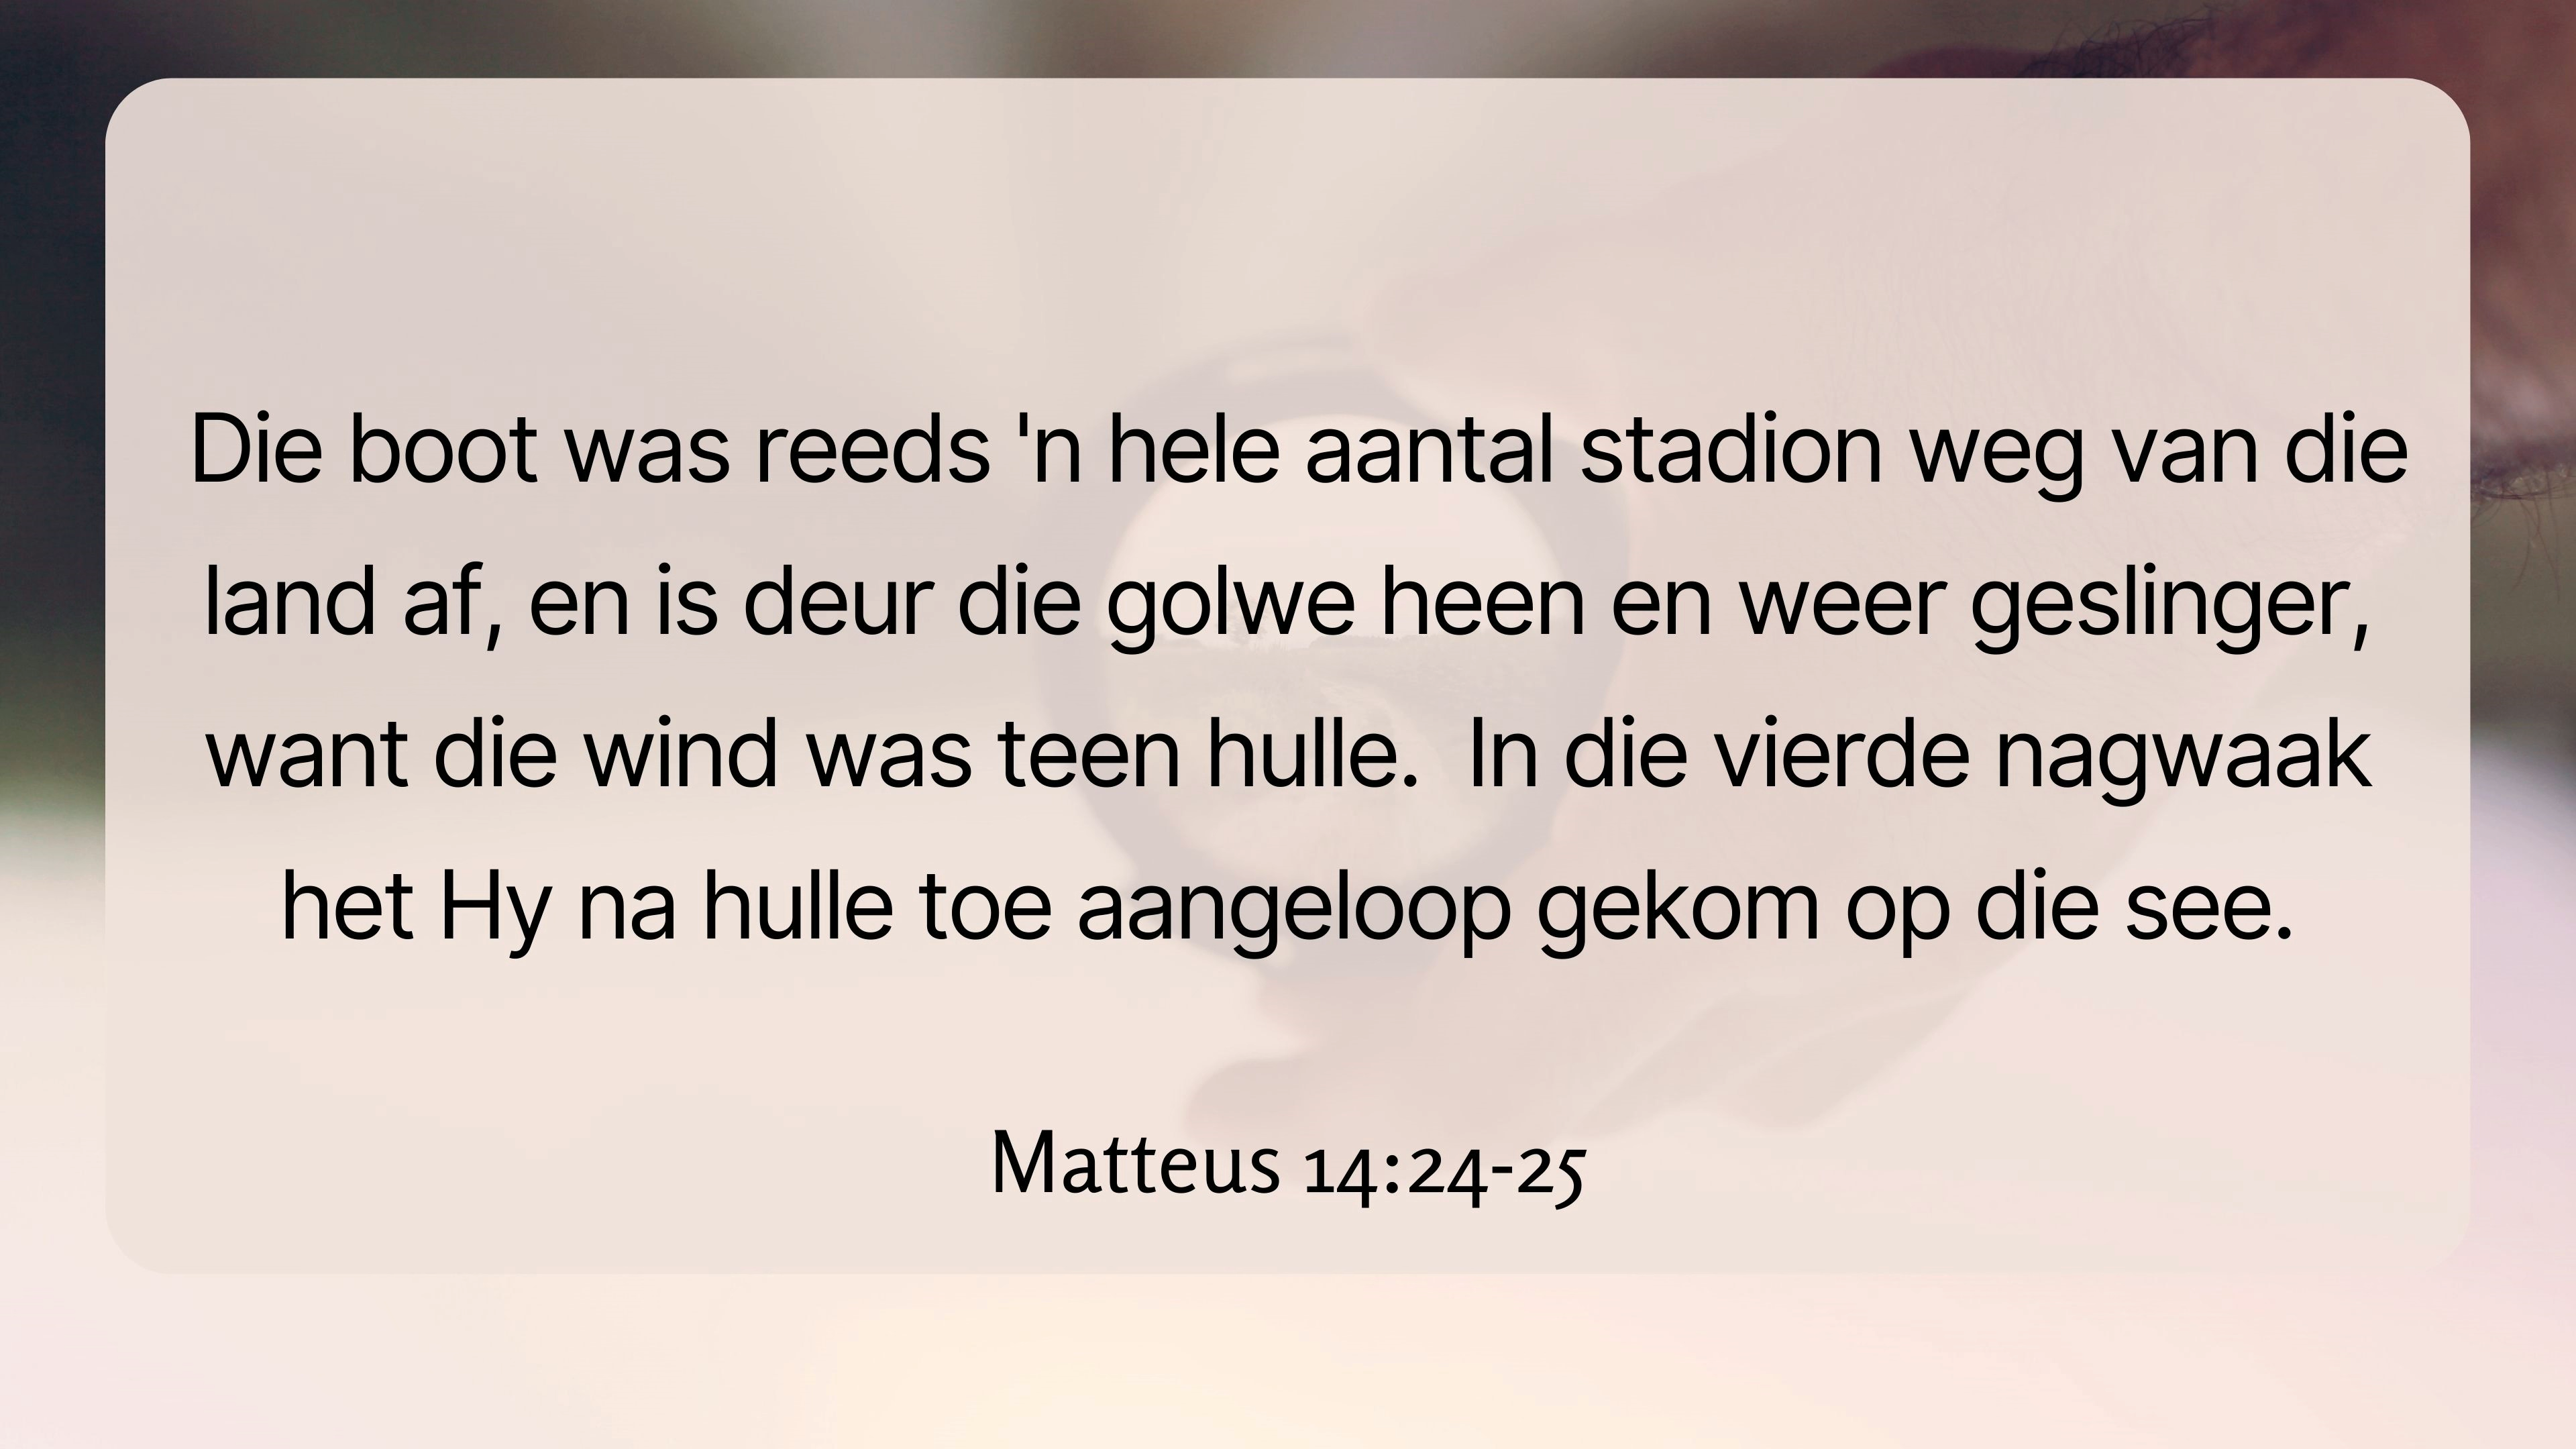 Die boot was reeds 'n hele aantal stadion weg van die
land af, en is deur die golwe heen en weer geslinger,
want die wind was teen hulle.  In die vierde nagwaak
het Hy na hulle toe aangeloop gekom op die see.
Matteus 14:24-25